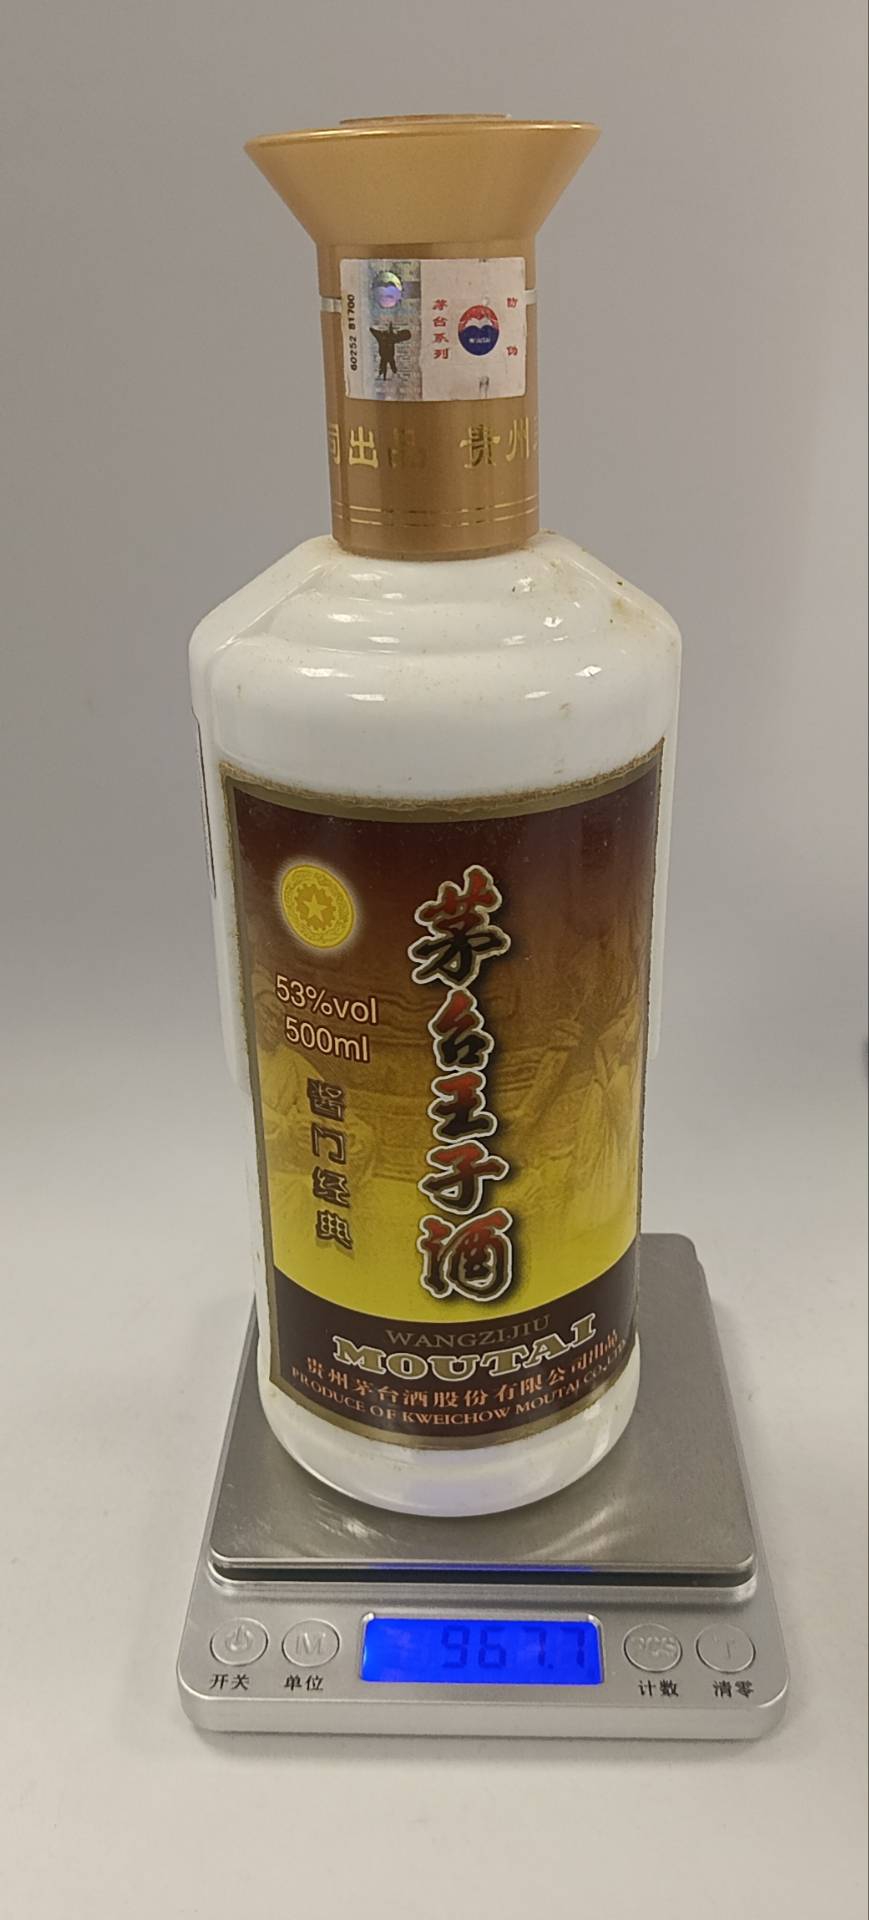 60252 81700
茅台系列
防伪
司出品 贵州
53%vol
500ml
酱门经典
茅台王子酒
WANGZIJIU
MOUTAI
贵州茅台酒股份有限公司出品
PRODUCE OF KWEICHOW MOUTAI CO., LTD.
967.7
M
PCS
T
开关
单位
计数
清零